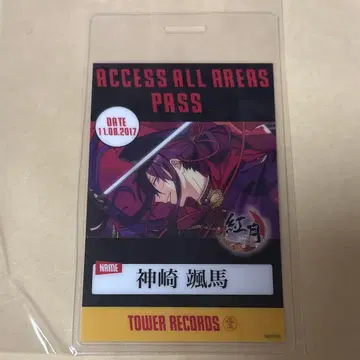 ACCESS ALL AREAS
PASS
DATE
11.08.2017
紅月
NAME
神崎 颯馬
TOWER RECORDS